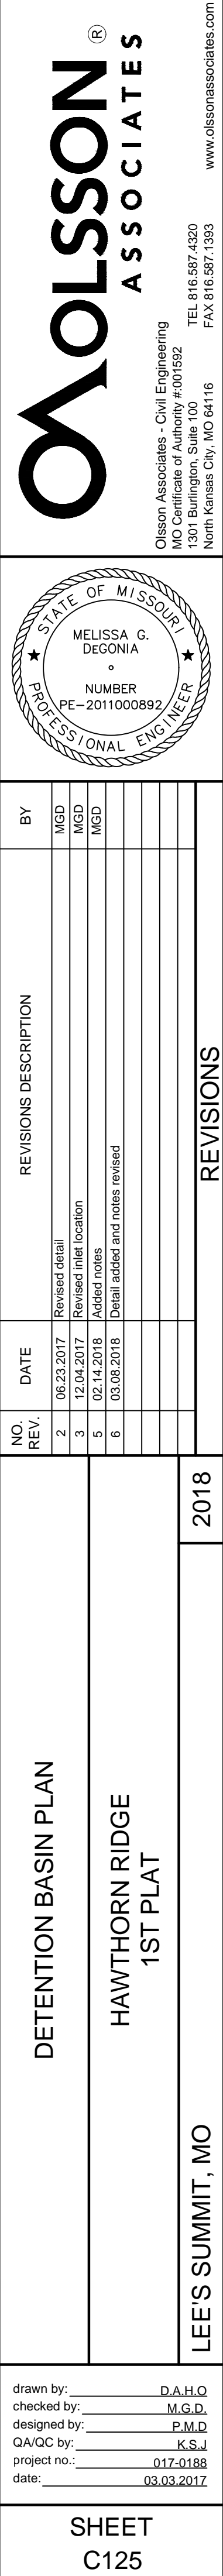 OLSSON ®
ASSOCIATES
Olsson Associates - Civil Engineering
MO Certificate of Authority #:001592
1301 Burlington, Suite 100
North Kansas City, MO 64116
TEL 816.587.4320
FAX 816.587.1393
www.olssonassociates.com
STATE OF MISSOURI
MELISSA G.
DeGONIA
NUMBER
PE-2011000892
PROFESSIONAL ENGINEER
NO. REV. DATE REVISIONS DESCRIPTION BY
2 06.23.2017 Revised detail MGD
3 12.04.2017 Revised inlet location MGD
5 02.14.2018 Added notes MGD
6 03.08.2018 Detail added and notes revised
REVISIONS
2018
DETENTION BASIN PLAN
HAWTHORN RIDGE
1ST PLAT
LEE'S SUMMIT, MO
drawn by: D.A.H.O
checked by: M.G.D.
designed by: P.M.D
QA/QC by: K.S.J
project no.: 017-0188
date: 03.03.2017
SHEET
C125